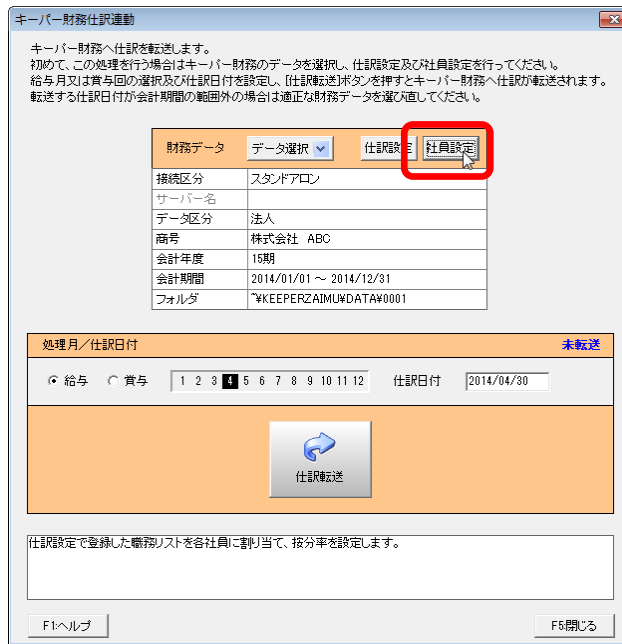 キーパー財務仕訳連動
キーパー財務へ仕訳を転送します。
初めて、この処理を行う場合はキーパー財務のデータを選択し、仕訳設定及び社員設定を行ってください。
給与月又は賞与回の選択及び仕訳日付を設定し、[仕訳転送]ボタンを押すとキーパー財務へ仕訳が転送されます。
転送する仕訳日付が会計期間の範囲外の場合は適正な財務データを選び直してください。
財務データ データ選択 仕訳設定 社員設定
接続区分 スタンドアロン
サーバー名
データ区分 法人
商号 株式会社 ABC
会計年度 15期
会計期間 2014/01/01 ～ 2014/12/31
フォルダ ~¥KEEPERZAIMU¥DATA¥0001
処理月／仕訳日付 未転送
給与 賞与 1 2 3 4 5 6 7 8 9 10 11 12 仕訳日付 2014/04/30
仕訳転送
仕訳設定で登録した職務リストを各社員に割り当て、按分率を設定します。
F1:ヘルプ F5:閉じる